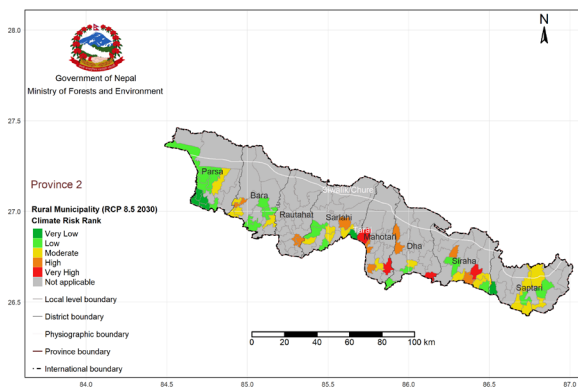 28.0
27.5
27.0
26.5
N
Government of Nepal
Ministry of Forests and Environment
Province 2
Rural Municipality (RCP 8.5 2030)
Climate Risk Rank
Very Low
Low
Moderate
High
Very High
Not applicable
Local level boundary
District boundary
Physiographic boundary
Province boundary
International boundary
Parsa
Bara
Rautahat
Sarlahi
Siwalik/Chure
Mahotari
Dha
Siraha
Saptari
0 20 40 60 80 100 km
84.0 84.5 85.0 85.5 86.0 86.5 87.0